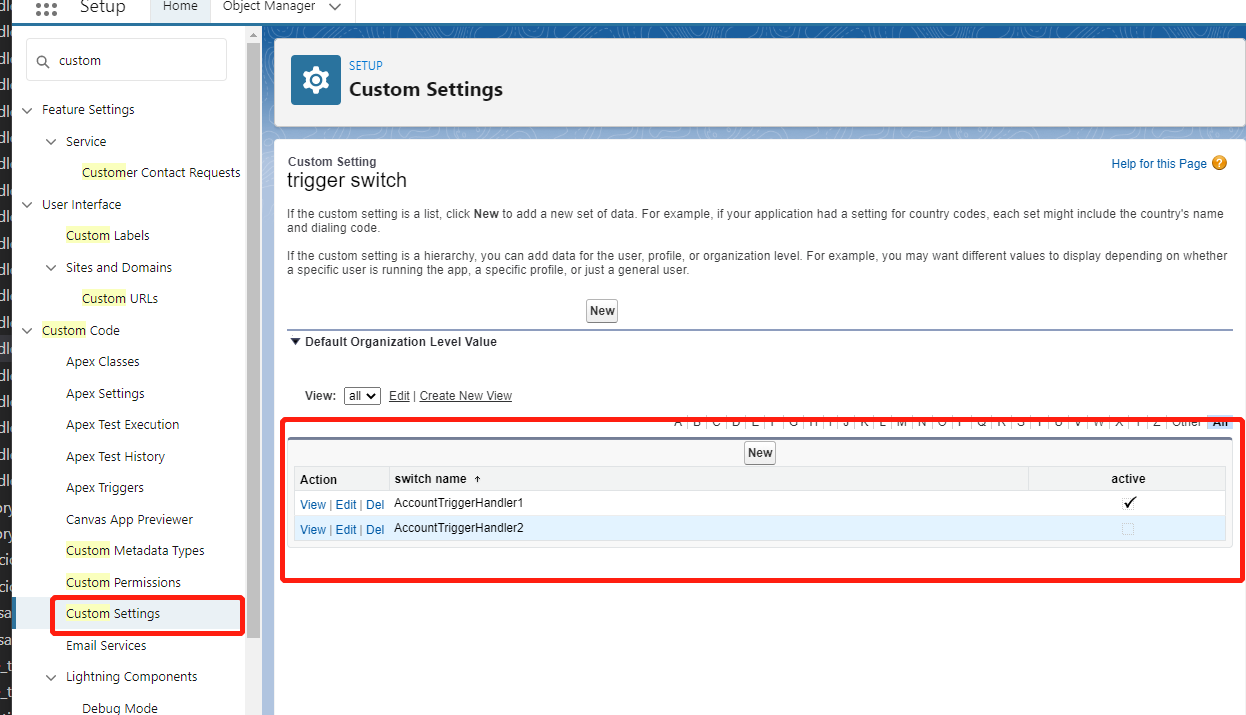 Setup
Home
Object Manager
custom
Feature Settings
Service
Customer Contact Requests
User Interface
Custom Labels
Sites and Domains
Custom URLs
Custom Code
Apex Classes
Apex Settings
Apex Test Execution
Apex Test History
Apex Triggers
Canvas App Previewer
Custom Metadata Types
Custom Permissions
Custom Settings
Email Services
Lightning Components
Debug Mode
SETUP
Custom Settings
Custom Setting
trigger switch
Help for this Page ?
If the custom setting is a list, click New to add a new set of data. For example, if your application had a setting for country codes, each set might include the country's name
and dialing code.
If the custom setting is a hierarchy, you can add data for the user, profile, or organization level. For example, you may want different values to display depending on whether
a specific user is running the app, a specific profile, or just a general user.
New
Default Organization Level Value
View: all Edit | Create New View
A | B | C | D | E | F | G | H | I | J | K | L | M | N | O | P | Q | R | S | T | U | V | W | X | Y | Z | Other All
New
Action switch name ↑ active
View | Edit | Del AccountTriggerHandler1
View | Edit | Del AccountTriggerHandler2